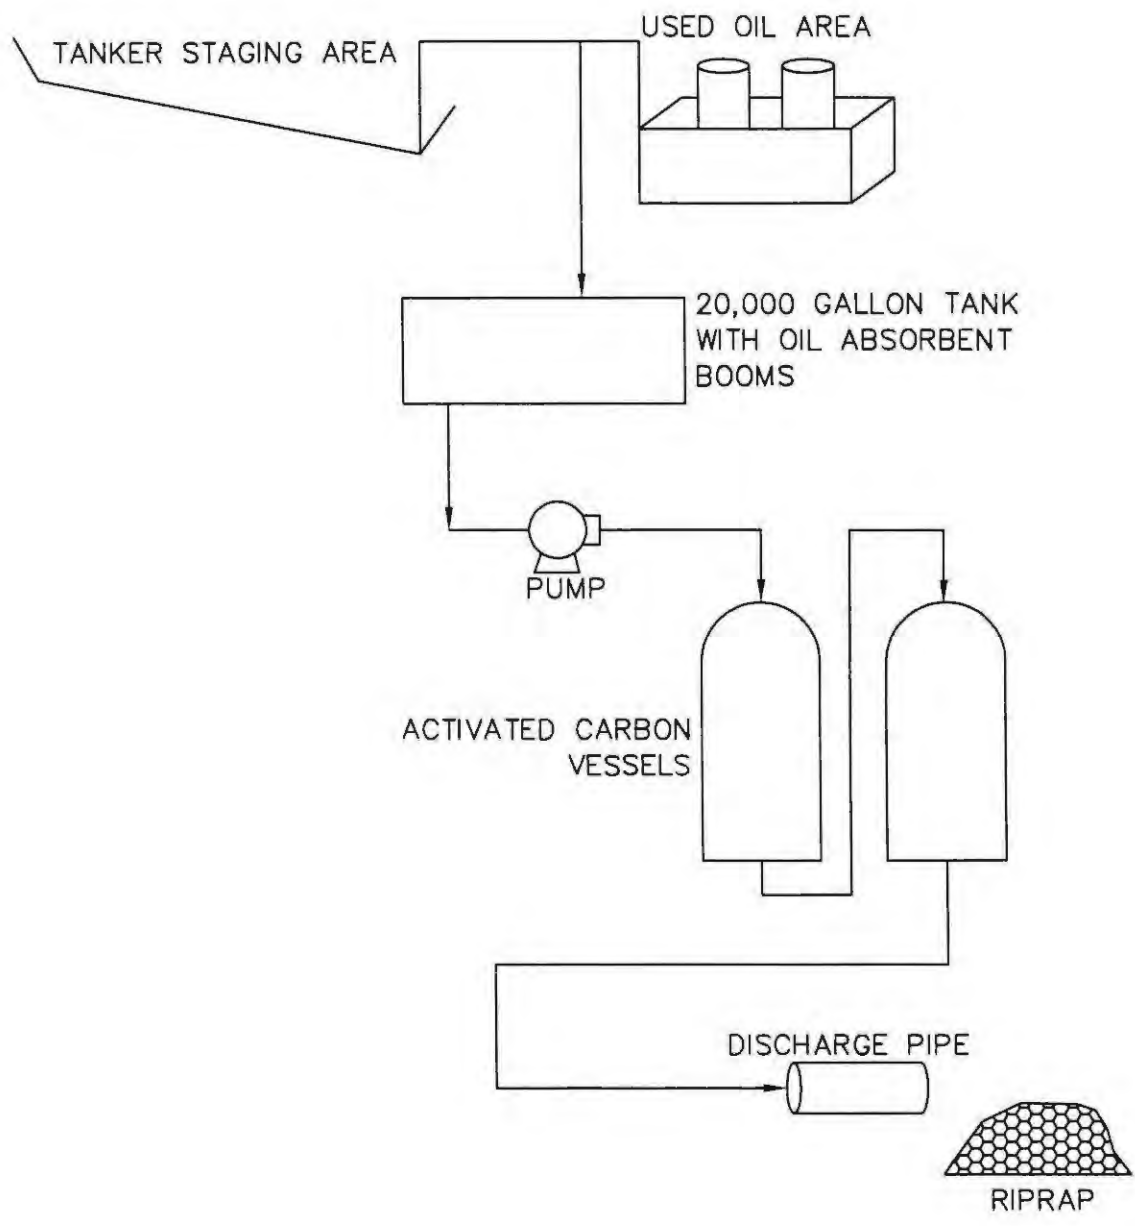 USED OIL AREA
TANKER STAGING AREA
20,000 GALLON TANK
WITH OIL ABSORBENT
BOOMS
PUMP
ACTIVATED CARBON
VESSELS
DISCHARGE PIPE
RIPRAP